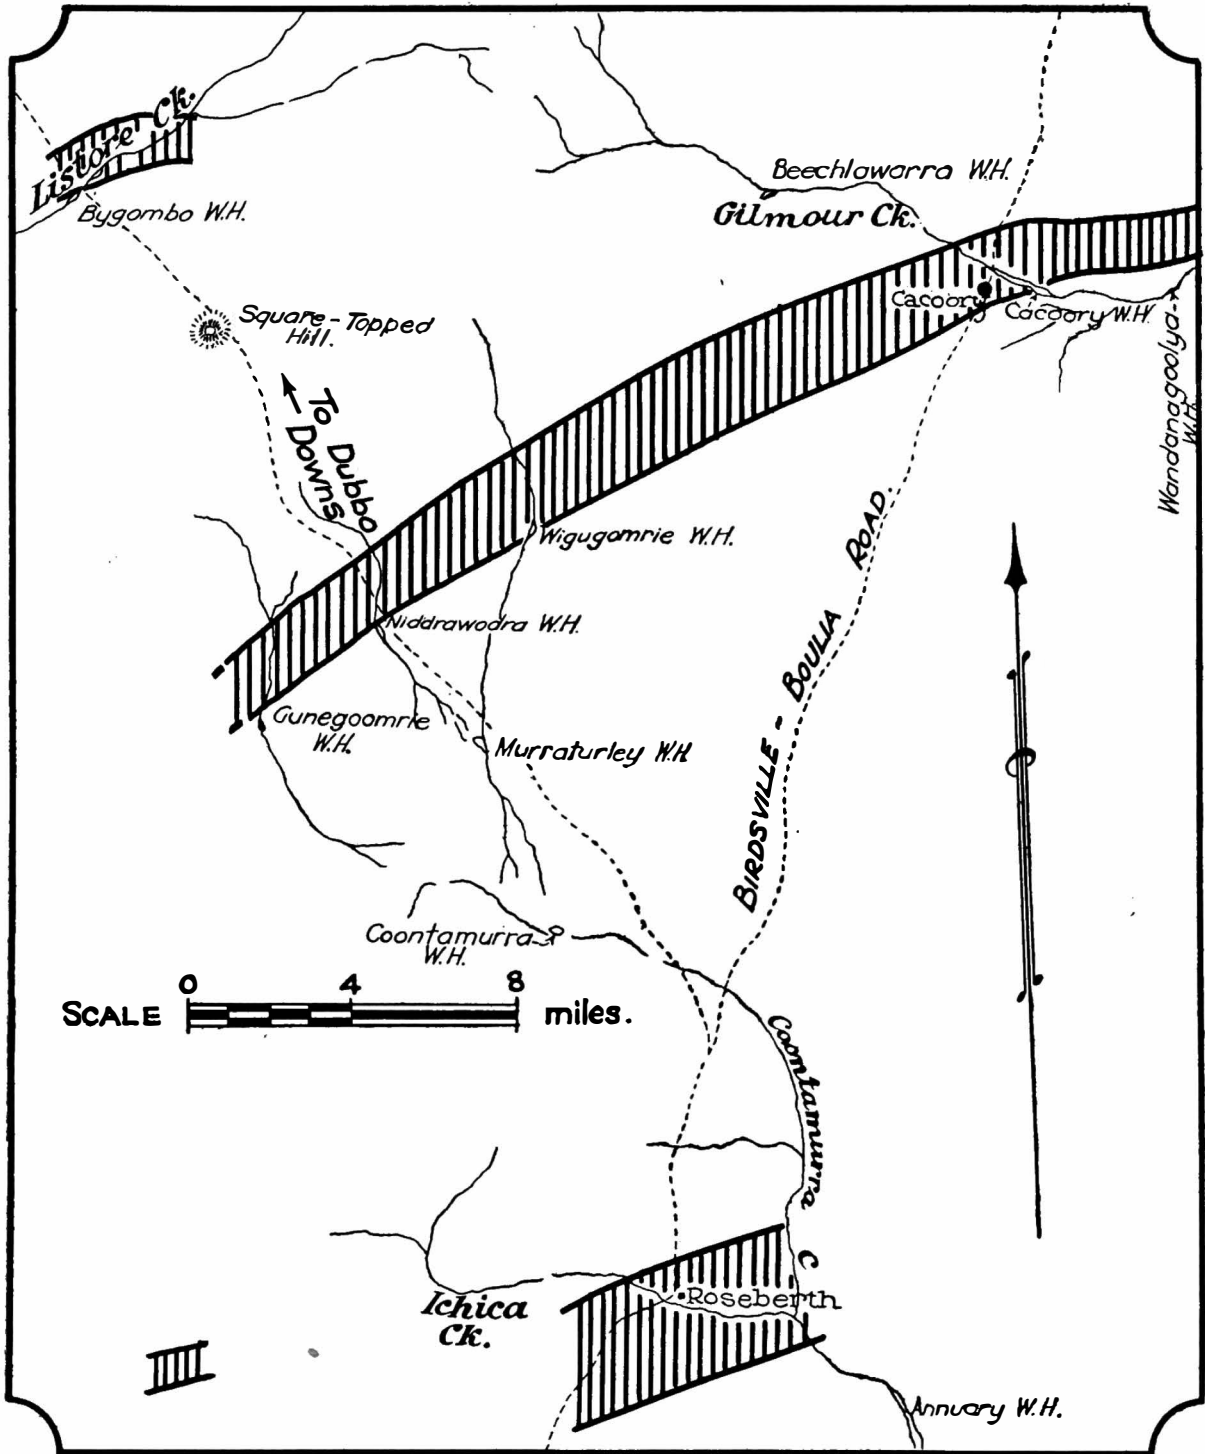 Listore Ck.
Bygombo W.H.
Beechlawarra W.H.
Gilmour Ck.
Cacoory
Cacoory W.H.
Square-Topped
Hill.
To Dubbo
Downs
Wandanagoolya
W.H.
Wigugomrie W.H.
BIRDSVILLE - BOULIA ROAD.
Niddrawodra W.H.
Gunegoomrie
W.H.
Murraturley W.H
Coontamurra
W.H.
0 4 8
SCALE miles.
Coontamurra C
Ichica
Ck.
Roseberth
Annuary W.H.